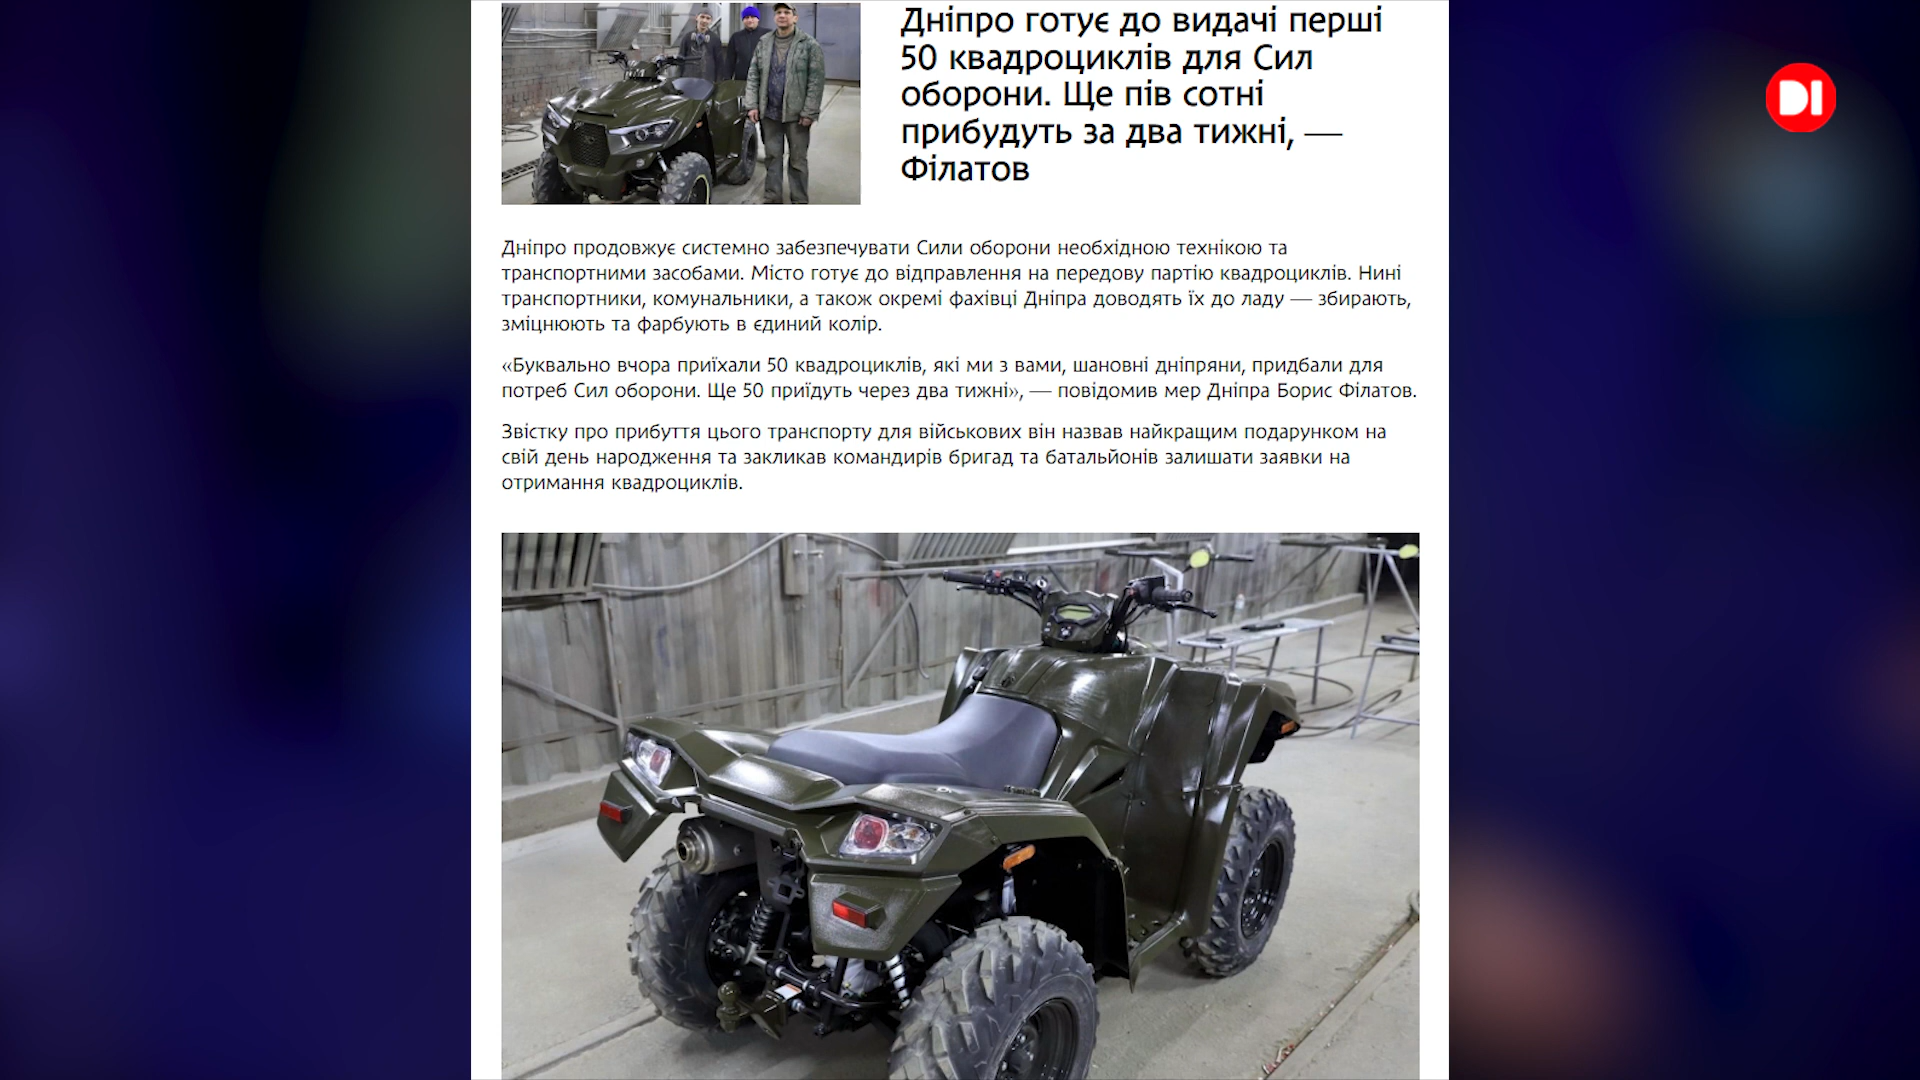 Дніпро готує до видачі перші
50 квадроциклів для Сил
оборони. Ще пів сотні
прибудуть за два тижні, —
Філатов
DI
Дніпро продовжує системно забезпечувати Сили оборони необхідною технікою та
транспортними засобами. Місто готує до відправлення на передову партію квадроциклів. Нині
транспортники, комунальники, а також окремі фахівці Дніпра доводять їх до ладу — збирають,
зміцнюють та фарбують в єдиний колір.
«Буквально вчора приїхали 50 квадроциклів, які ми з вами, шановні дніпряни, придбали для
потреб Сил оборони. Ще 50 приїдуть через два тижні», — повідомив мер Дніпра Борис Філатов.
Звістку про прибуття цього транспорту для військових він назвав найкращим подарунком на
свій день народження та закликав командирів бригад та батальйонів залишати заявки на
отримання квадроциклів.